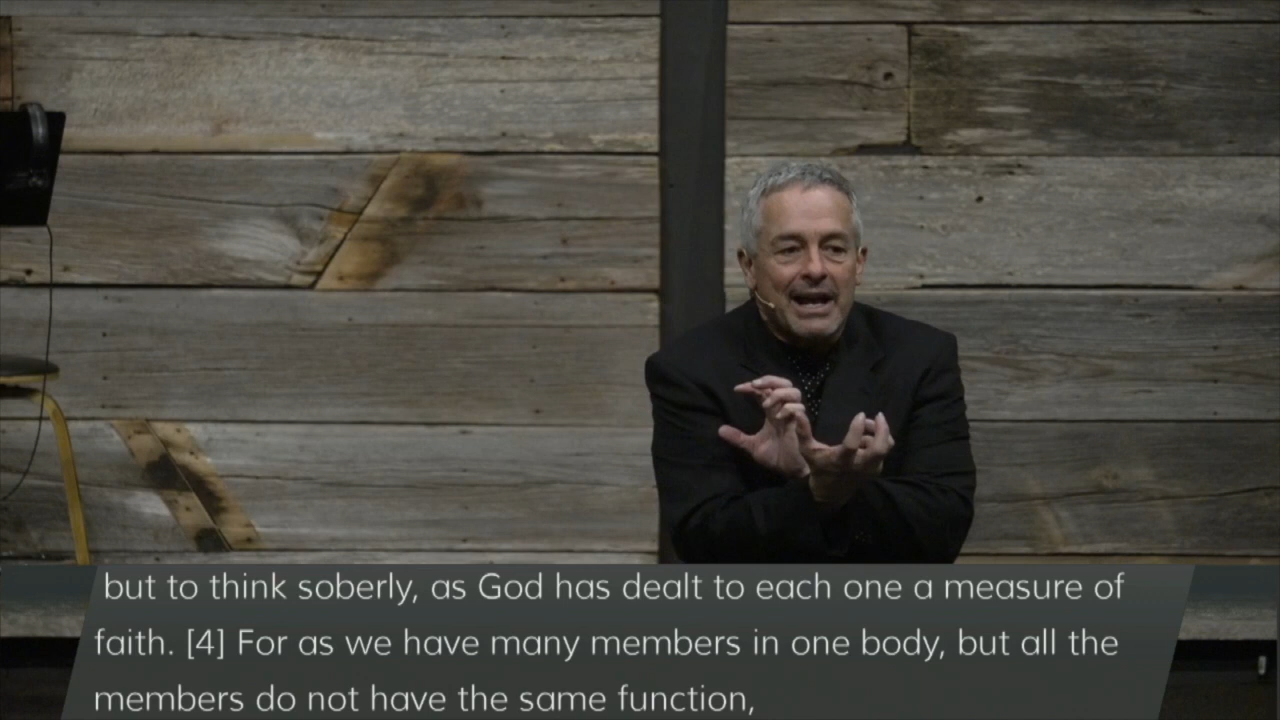 but to think soberly, as God has dealt to each one a measure of
faith. [4] For as we have many members in one body, but all the
members do not have the same function,